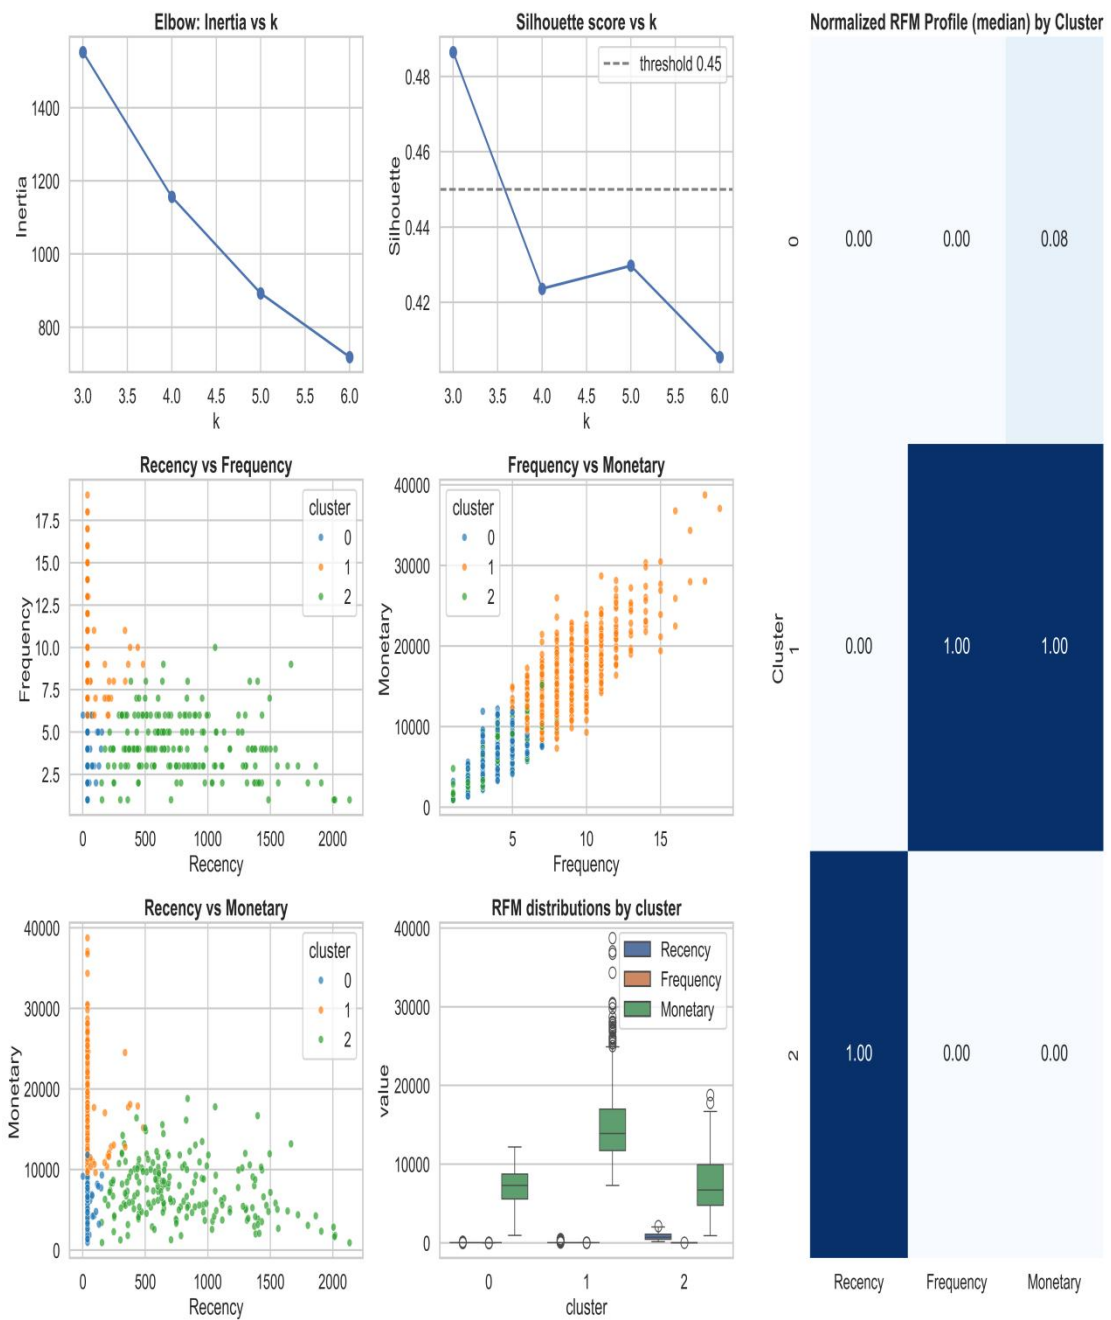 Elbow: Inertia vs k
Inertia
1400
1200
1000
800
3.0 3.5 4.0 4.5 5.0 5.5 6.0
k
Silhouette score vs k
threshold 0.45
Silhouette
0.48
0.46
0.44
0.42
3.0 3.5 4.0 4.5 5.0 5.5 6.0
k
Normalized RFM Profile (median) by Cluster
Cluster
0
0.00 0.00 0.08
1
0.00 1.00 1.00
2
1.00 0.00 0.00
Recency Frequency Monetary
Recency vs Frequency
cluster
0
1
2
Frequency
17.5
15.0
12.5
10.0
7.5
5.0
2.5
0 500 1000 1500 2000
Recency
Frequency vs Monetary
cluster
0
1
2
Monetary
40000
30000
20000
10000
0
5 10 15
Frequency
Recency vs Monetary
cluster
0
1
2
Monetary
40000
30000
20000
10000
0
0 500 1000 1500 2000
Recency
RFM distributions by cluster
Recency
Frequency
Monetary
value
40000
30000
20000
10000
0
0 1 2
cluster